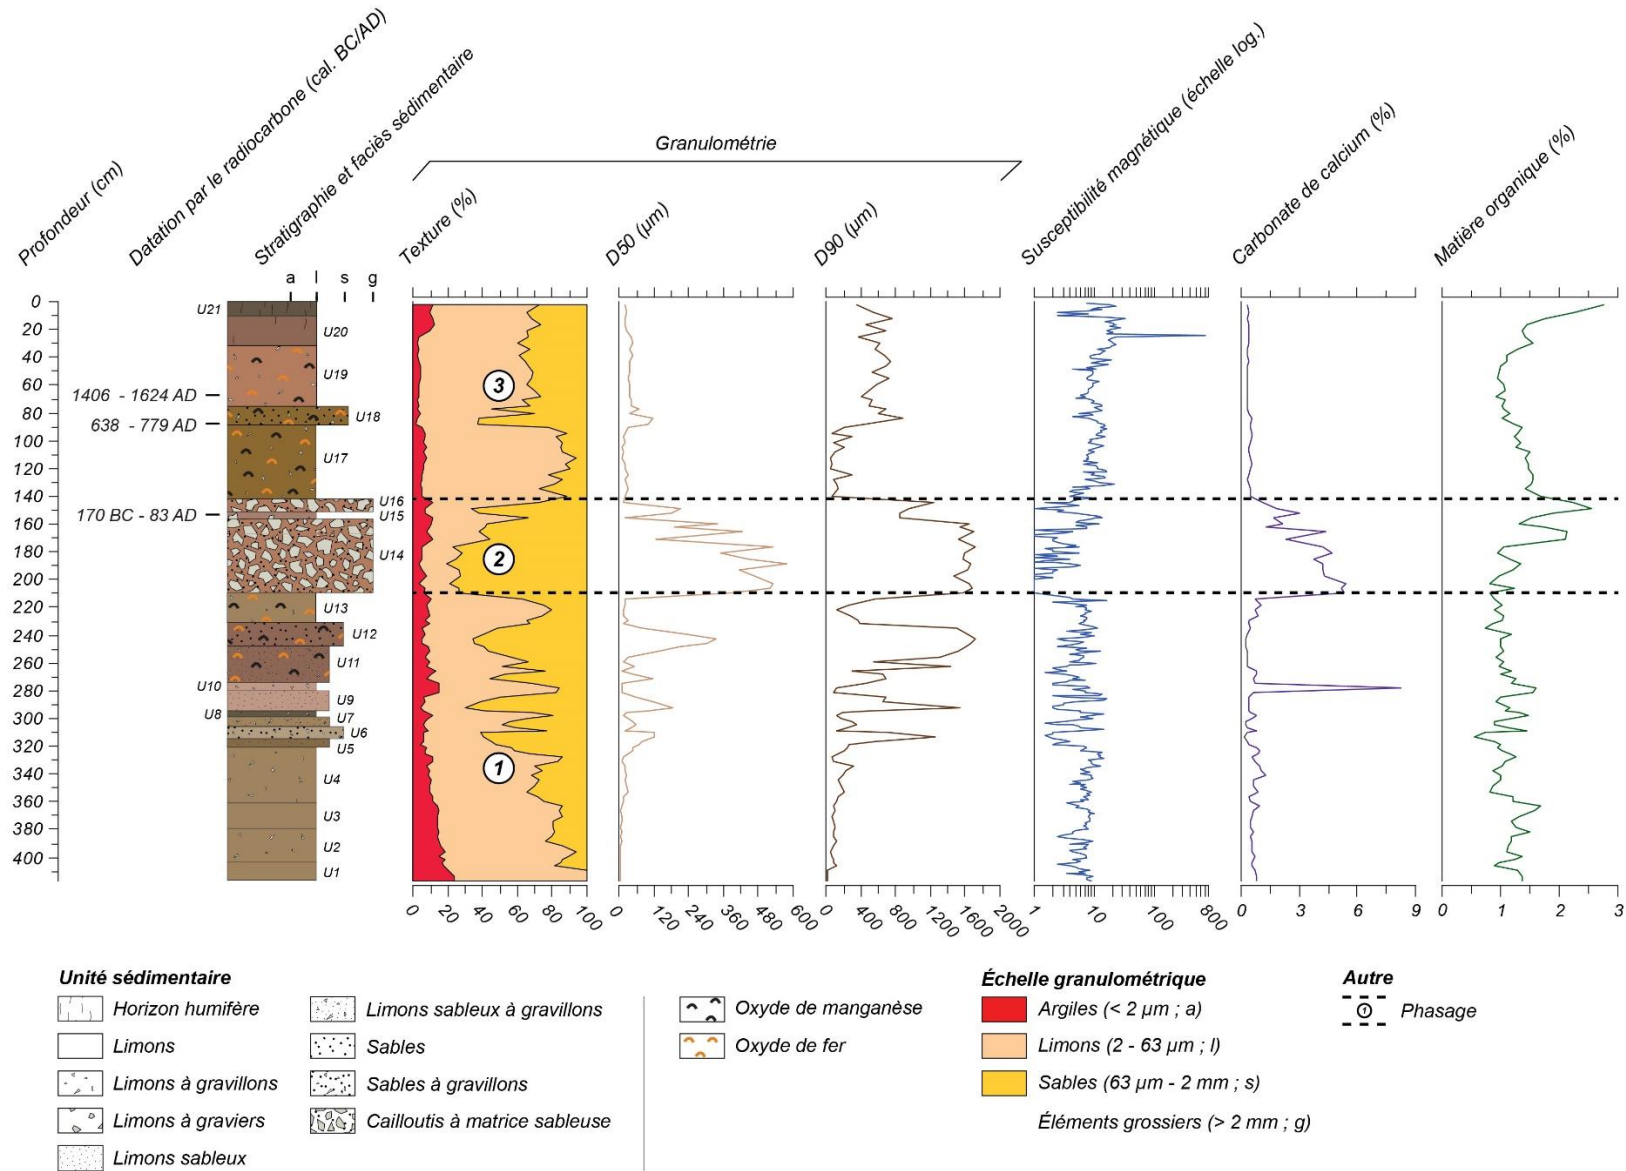 Profondeur (cm)
Datation par le radiocarbone (cal. BC/AD)
Stratigraphie et faciès sédimentaire
Granulométrie
Texture (%)
D50 (µm)
D90 (µm)
Susceptibilité magnétique (échelle log.)
Carbonate de calcium (%)
Matière organique (%)
a l s g
0
20
40
60
80
100
120
140
160
180
200
220
240
260
280
300
320
340
360
380
400
1406 - 1624 AD
638 - 779 AD
170 BC - 83 AD
U21
U20
U19
U18
U17
U16
U15
U14
U13
U12
U11
U10
U9
U8
U7
U6
U5
U4
U3
U2
U1
3
2
1
0 20 40 60 80 100
0 120 240 360 480 600
0 400 800 1200 1600 2000
1 10 100 800
0 3 6 9
0 1 2 3
Unité sédimentaire
Horizon humifère
Limons
Limons à gravillons
Limons à graviers
Limons sableux
Limons sableux à gravillons
Sables
Sables à gravillons
Cailloutis à matrice sableuse
Oxyde de manganèse
Oxyde de fer
Échelle granulométrique
Argiles (< 2 µm ; a)
Limons (2 - 63 µm ; l)
Sables (63 µm - 2 mm ; s)
Éléments grossiers (> 2 mm ; g)
Autre
1 Phasage